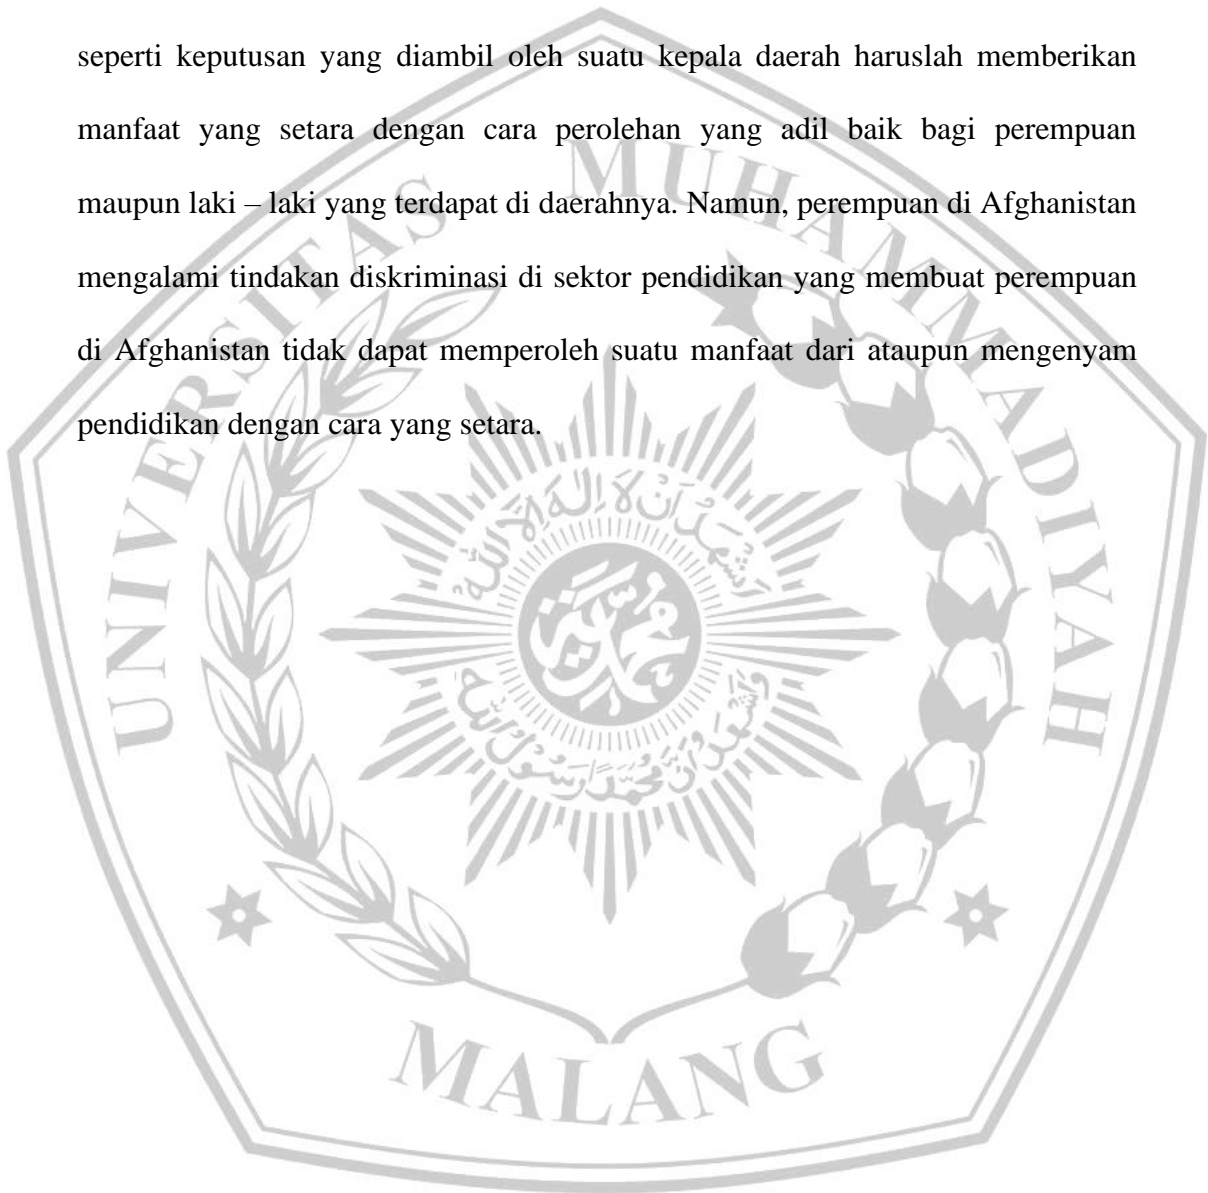 seperti keputusan yang diambil oleh suatu kepala daerah haruslah memberikan
manfaat yang setara dengan cara perolehan yang adil baik bagi perempuan
maupun laki – laki yang terdapat di daerahnya. Namun, perempuan di Afghanistan
mengalami tindakan diskriminasi di sektor pendidikan yang membuat perempuan
di Afghanistan tidak dapat memperoleh suatu manfaat dari ataupun mengenyam
pendidikan dengan cara yang setara.
UNIVERSITAS MUHAMMADIYAH
MALANG